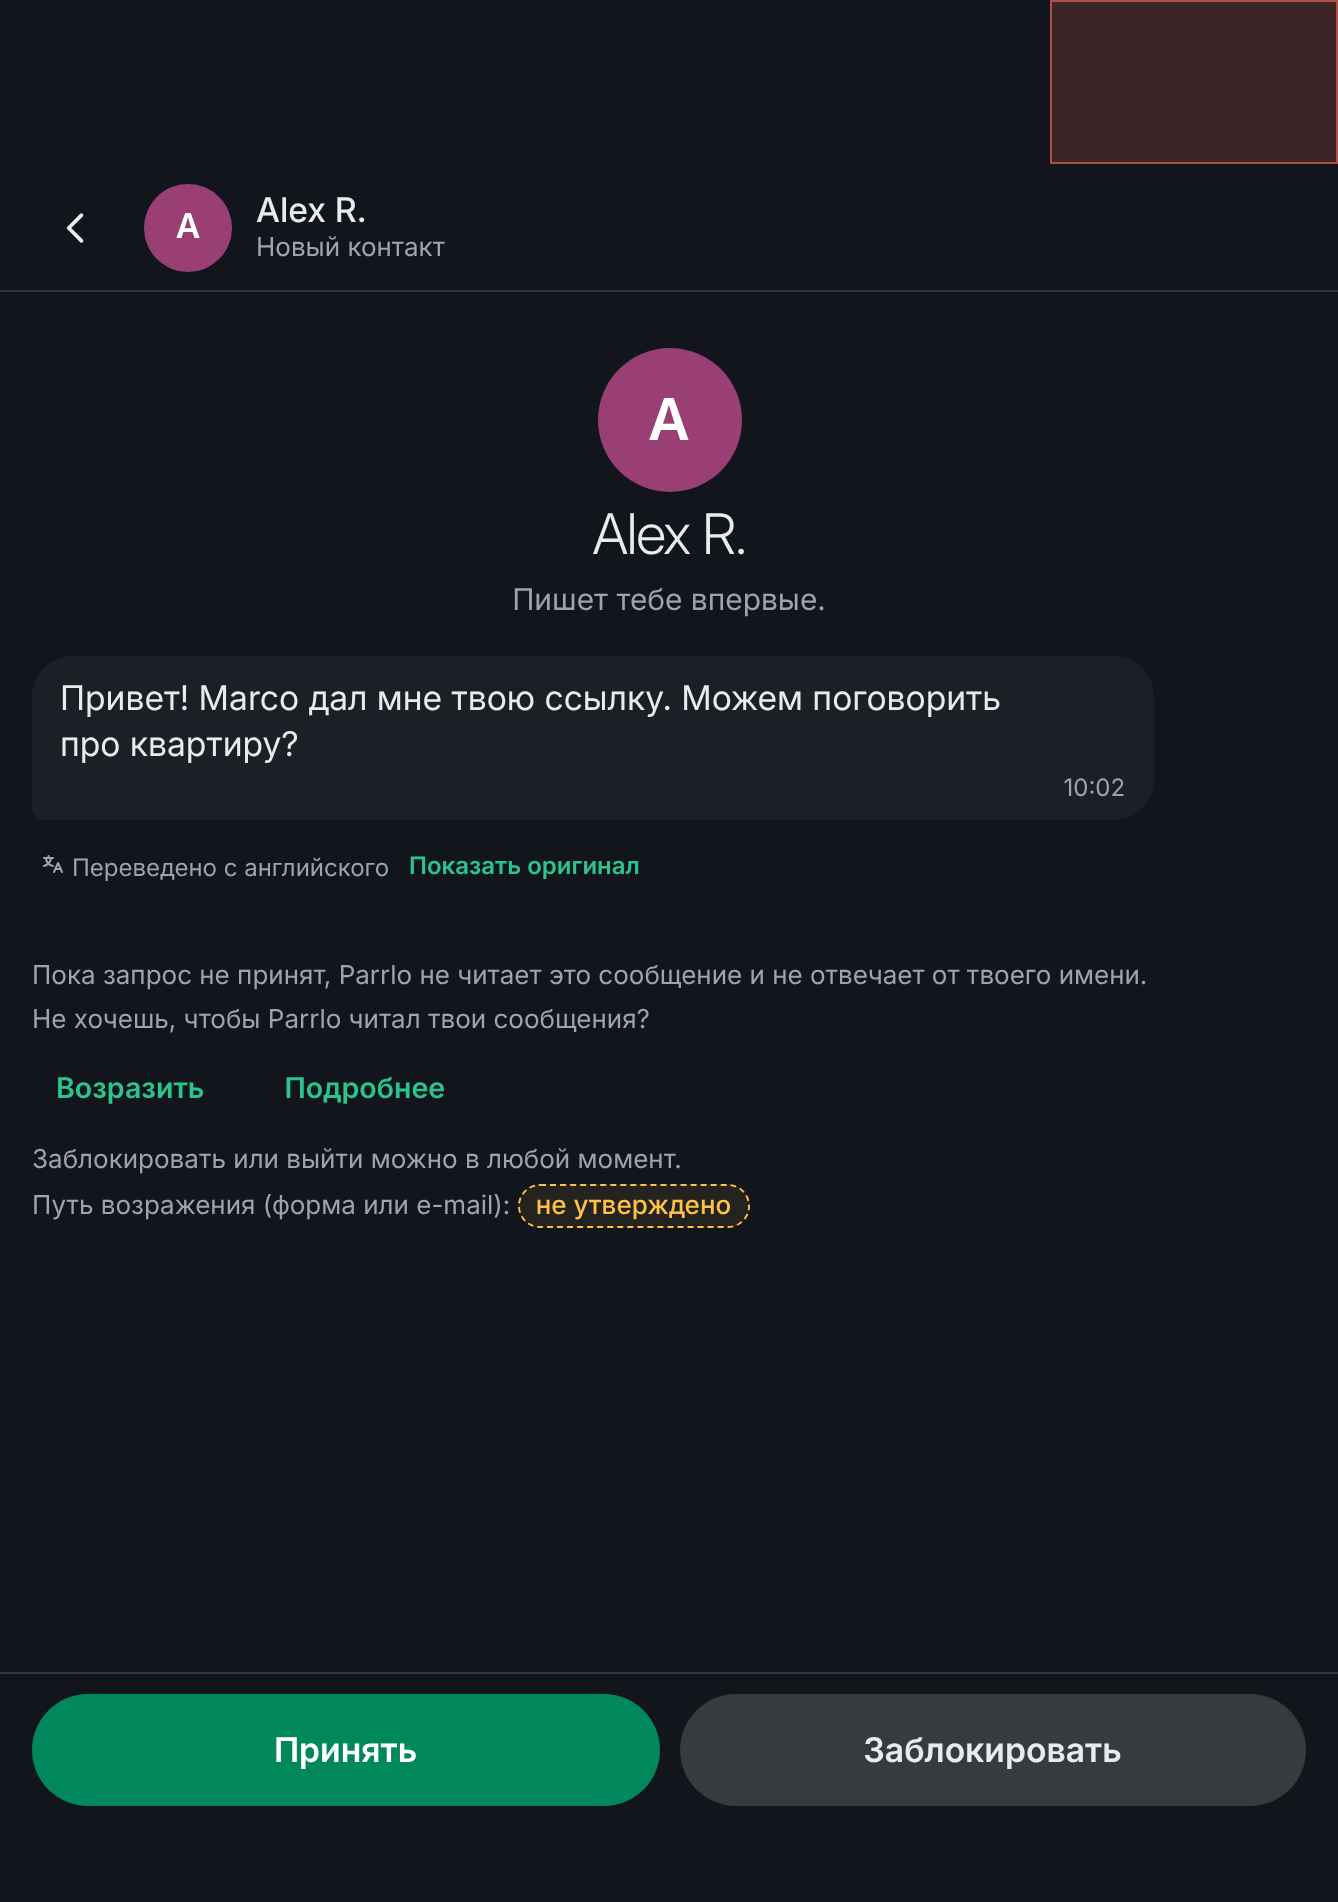 A
Alex R.
Новый контакт
A
Alex R.
Пишет тебе впервые.
Привет! Marco дал мне твою ссылку. Можем поговорить
про квартиру?
10:02
Переведено с английского Показать оригинал
Пока запрос не принят, Parrlo не читает это сообщение и не отвечает от твоего имени.
Не хочешь, чтобы Parrlo читал твои сообщения?
Возразить Подробнее
Заблокировать или выйти можно в любой момент.
Путь возражения (форма или e-mail): не утверждено
Принять Заблокировать